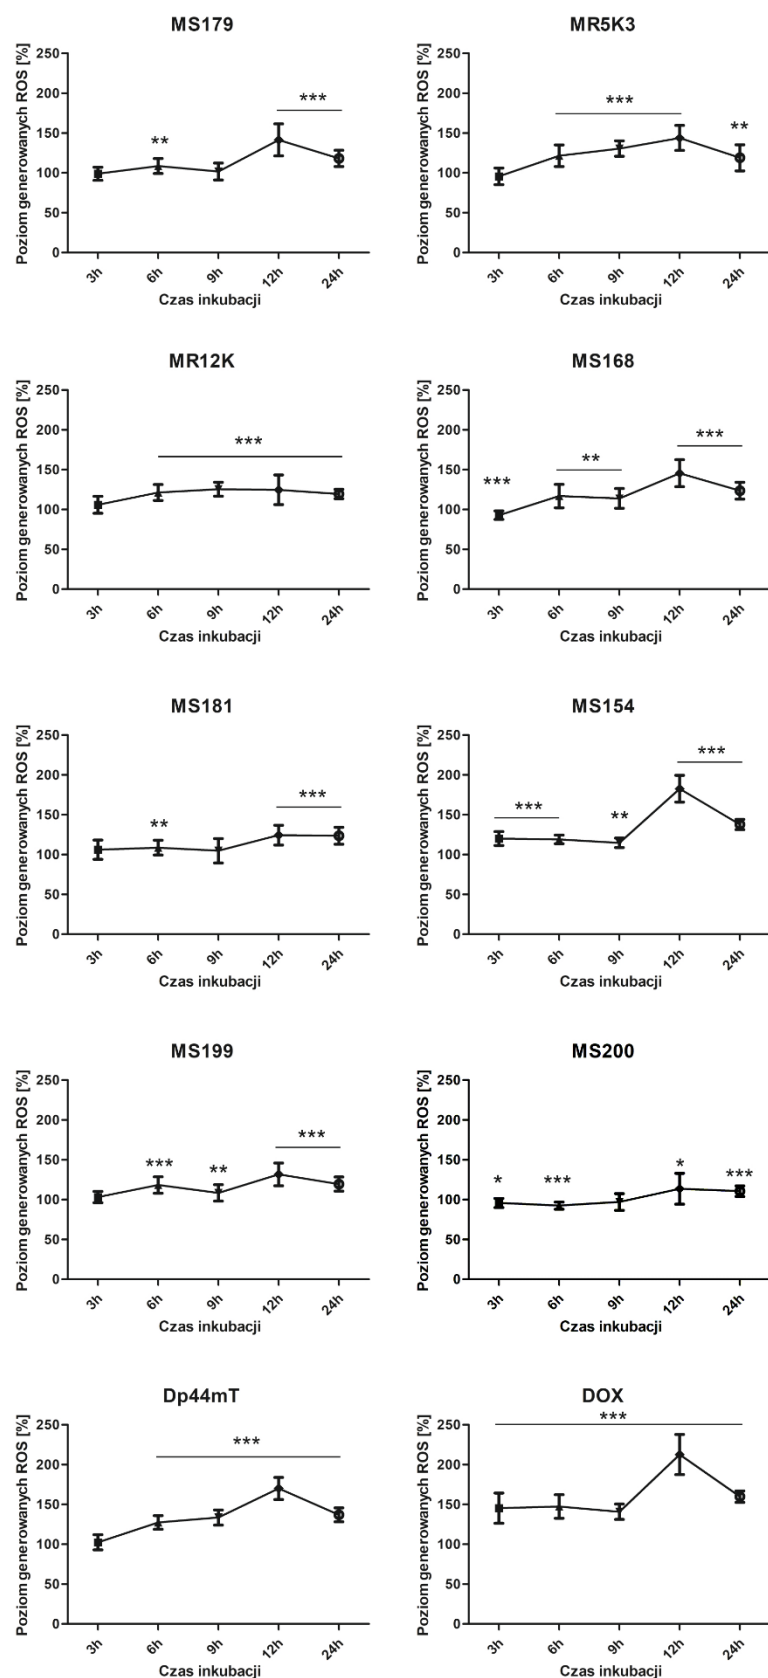 MS179
Poziom generowanych ROS [%]
250
200
150
100
50
0
**
***
3h
6h
9h
12h
24h
Czas inkubacji
MR5K3
Poziom generowanych ROS [%]
250
200
150
100
50
0
***
**
3h
6h
9h
12h
24h
Czas inkubacji
MR12K
Poziom generowanych ROS [%]
250
200
150
100
50
0
***
3h
6h
9h
12h
24h
Czas inkubacji
MS168
Poziom generowanych ROS [%]
250
200
150
100
50
0
***
**
***
3h
6h
9h
12h
24h
Czas inkubacji
MS181
Poziom generowanych ROS [%]
250
200
150
100
50
0
**
***
3h
6h
9h
12h
24h
Czas inkubacji
MS154
Poziom generowanych ROS [%]
250
200
150
100
50
0
***
**
***
3h
6h
9h
12h
24h
Czas inkubacji
MS199
Poziom generowanych ROS [%]
250
200
150
100
50
0
***
**
***
3h
6h
9h
12h
24h
Czas inkubacji
MS200
Poziom generowanych ROS [%]
250
200
150
100
50
0
*
***
*
***
3h
6h
9h
12h
24h
Czas inkubacji
Dp44mT
Poziom generowanych ROS [%]
250
200
150
100
50
0
***
3h
6h
9h
12h
24h
Czas inkubacji
DOX
Poziom generowanych ROS [%]
250
200
150
100
50
0
***
3h
6h
9h
12h
24h
Czas inkubacji